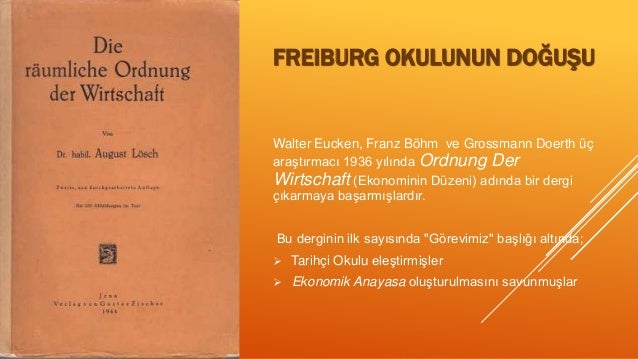 Die
räumliche Ordnung
der Wirtschaft
Von
Dr. habil. August Lösch
Zweite, neu durchgearbeitete Auflage
Mit 100 Abbildungen im Text
Jena
Verlag von Gustav Fischer
1944
FREIBURG OKULUNUN DOĞUŞU
Walter Eucken, Franz Böhm ve Grossmann Doerth üç
araştırmacı 1936 yılında Ordnung Der
Wirtschaft (Ekonominin Düzeni) adında bir dergi
çıkarmaya başarmışlardır.
Bu derginin ilk sayısında "Görevimiz" başlığı altında;
➢ Tarihçi Okulu eleştirmişler
➢ Ekonomik Anayasa oluşturulmasını savunmuşlar